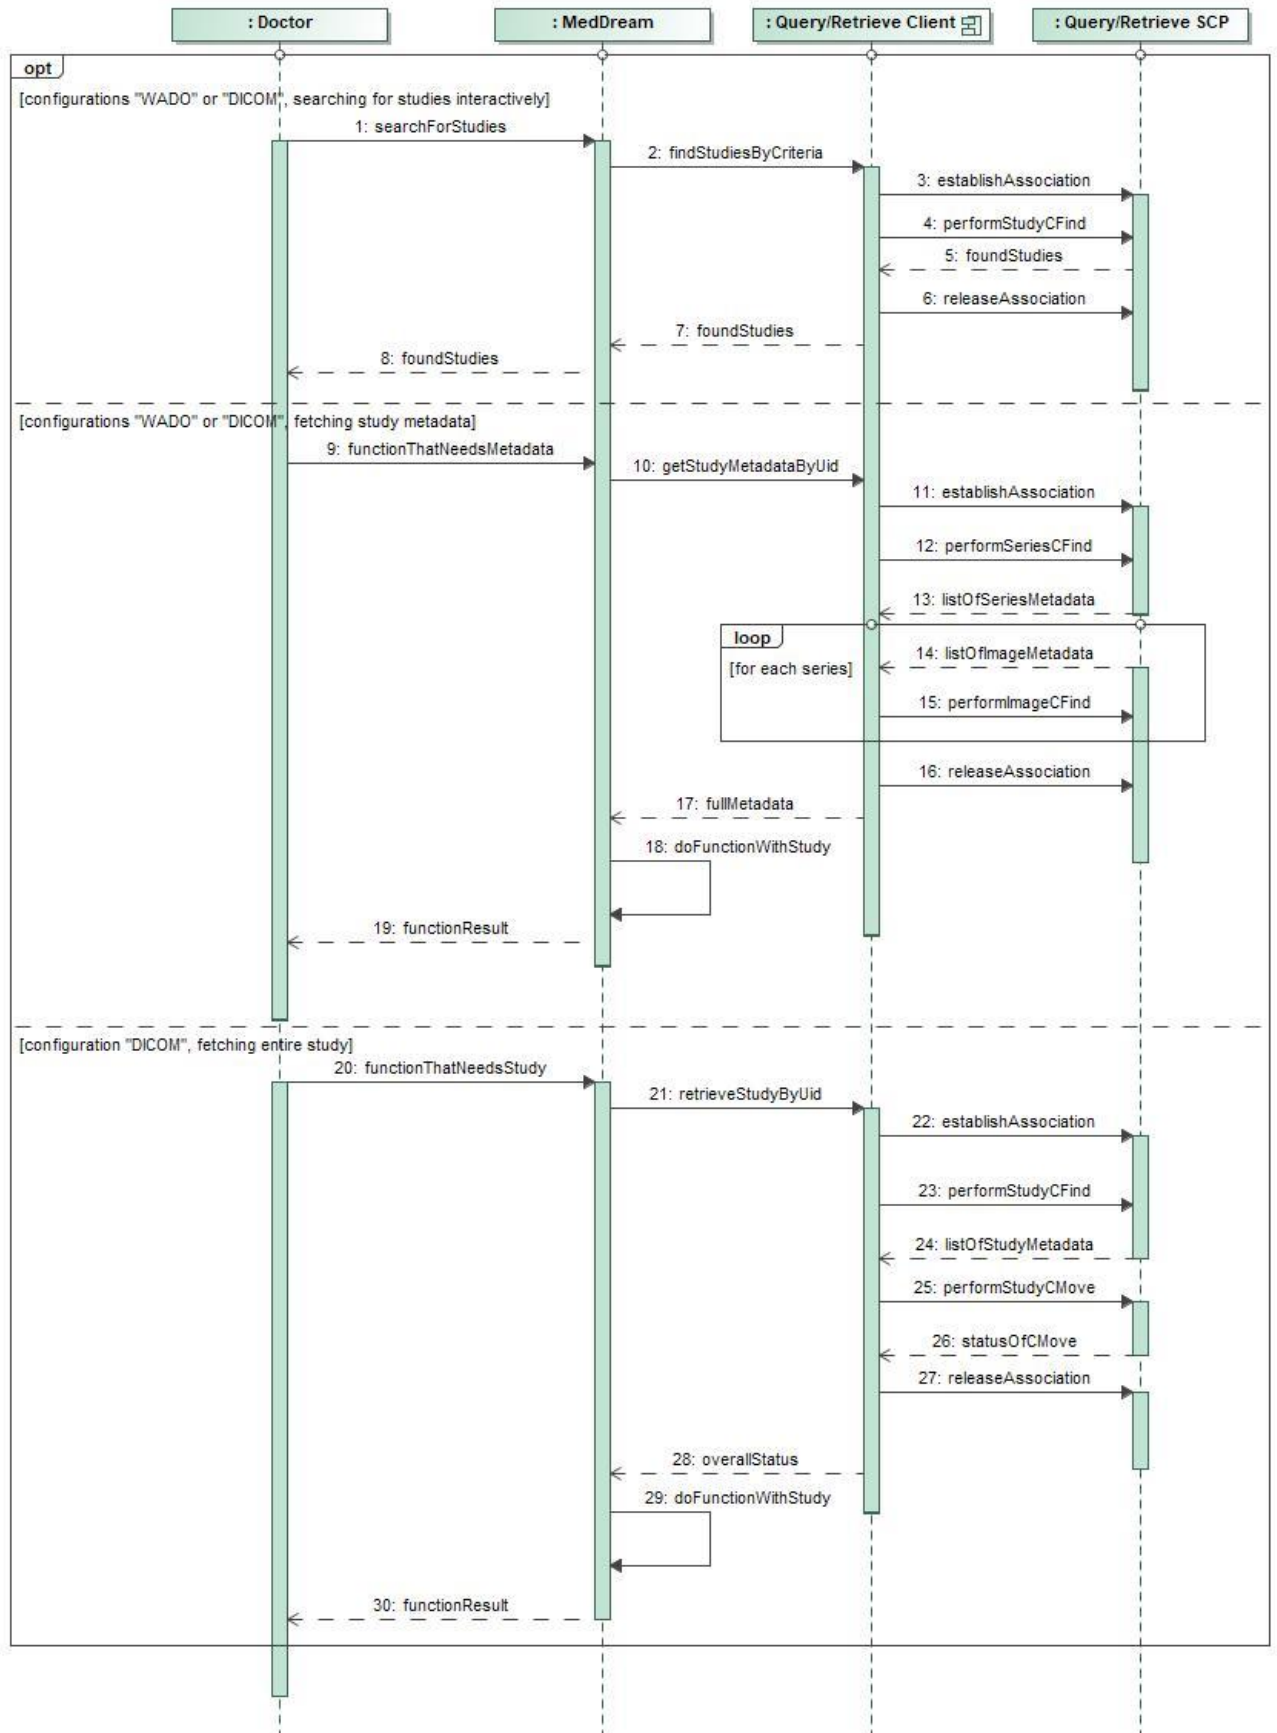 : Doctor
: MedDream
: Query/Retrieve Client
: Query/Retrieve SCP
opt
[configurations "WADO" or "DICOM", searching for studies interactively]
1: searchForStudies
2: findStudiesByCriteria
3: establishAssociation
4: performStudyCFind
5: foundStudies
6: releaseAssociation
7: foundStudies
8: foundStudies
[configurations "WADO" or "DICOM", fetching study metadata]
9: functionThatNeedsMetadata
10: getStudyMetadataByUid
11: establishAssociation
12: performSeriesCFind
13: listOfSeriesMetadata
loop
14: listOfImageMetadata
[for each series]
15: performImageCFind
16: releaseAssociation
17: fullMetadata
18: doFunctionWithStudy
19: functionResult
[configuration "DICOM", fetching entire study]
20: functionThatNeedsStudy
21: retrieveStudyByUid
22: establishAssociation
23: performStudyCFind
24: listOfStudyMetadata
25: performStudyCMove
26: statusOfCMove
27: releaseAssociation
28: overallStatus
29: doFunctionWithStudy
30: functionResult